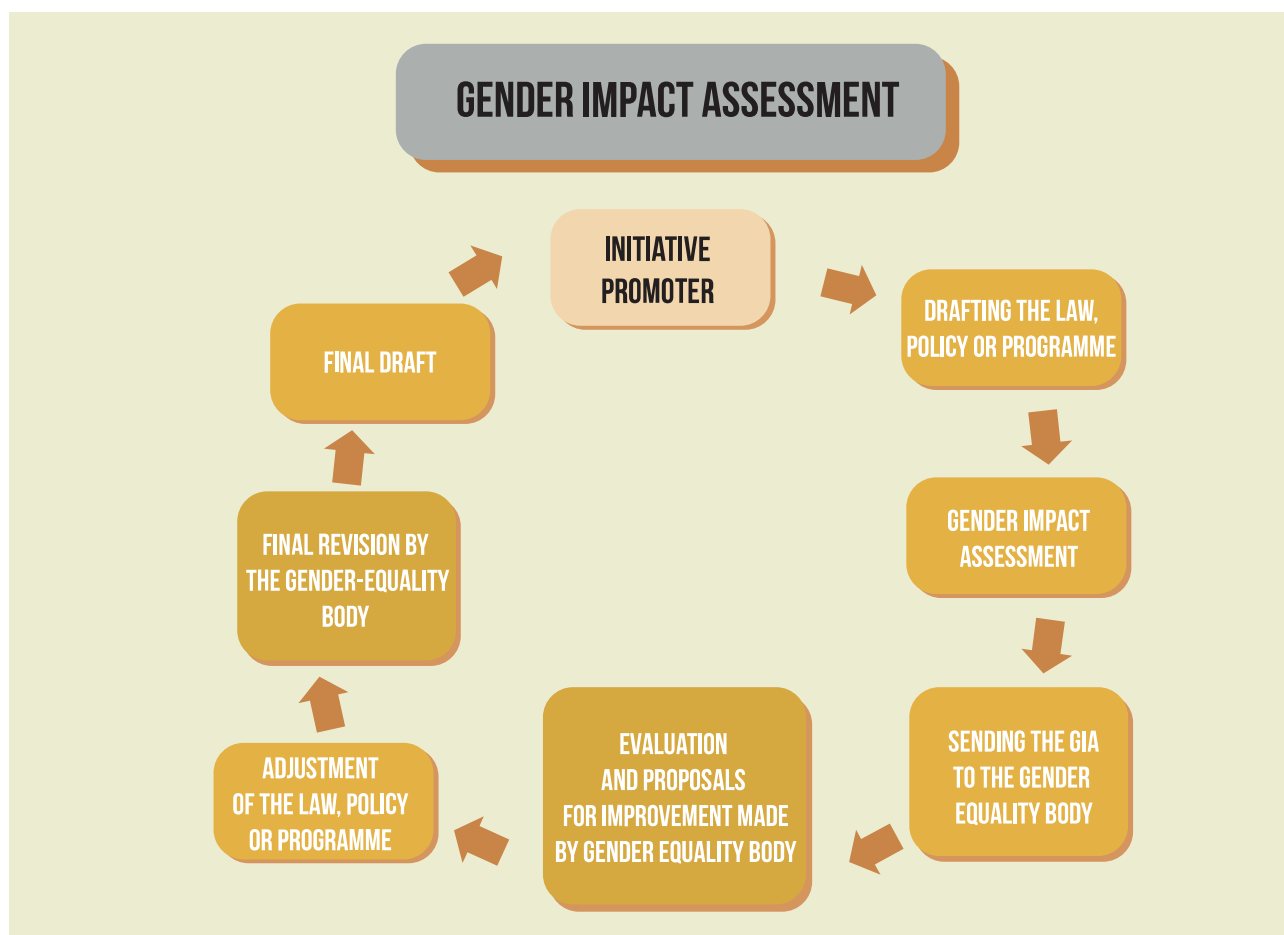 GENDER IMPACT ASSESSMENT
INITIATIVE
PROMOTER
DRAFTING THE LAW,
POLICY OR PROGRAMME
GENDER IMPACT
ASSESSMENT
SENDING THE GIA
TO THE GENDER
EQUALITY BODY
EVALUATION
AND PROPOSALS
FOR IMPROVEMENT MADE
BY GENDER EQUALITY BODY
ADJUSTMENT
OF THE LAW, POLICY
OR PROGRAMME
FINAL REVISION BY
THE GENDER-EQUALITY
BODY
FINAL DRAFT